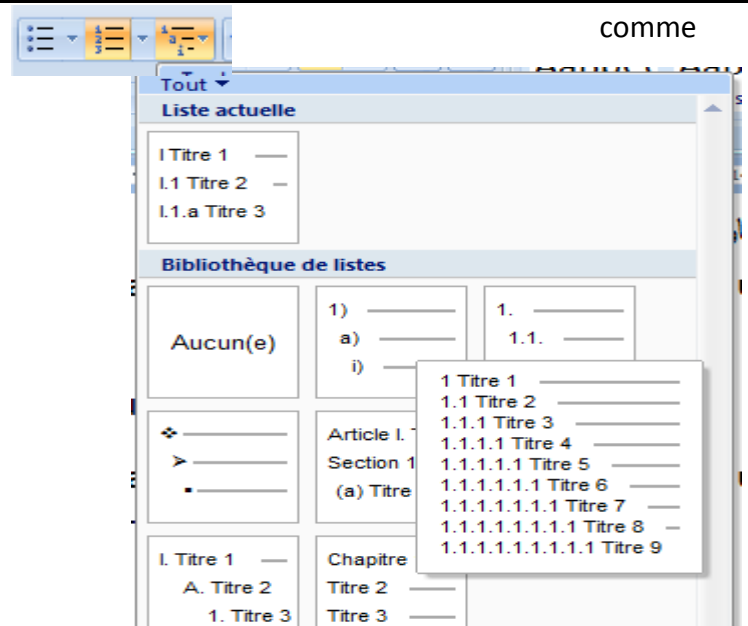 comme
Tout
Liste actuelle
I Titre 1
I.1 Titre 2
I.1.a Titre 3
Bibliothèque de listes
Aucun(e)
1)
a)
i)
1.
1.1.
1 Titre 1
1.1 Titre 2
1.1.1 Titre 3
1.1.1.1 Titre 4
1.1.1.1.1 Titre 5
1.1.1.1.1.1 Titre 6
1.1.1.1.1.1.1 Titre 7
1.1.1.1.1.1.1.1 Titre 8
1.1.1.1.1.1.1.1.1 Titre 9
Article I.
Section 1
(a) Titre
I. Titre 1
A. Titre 2
1. Titre 3
Chapitre
Titre 2
Titre 3